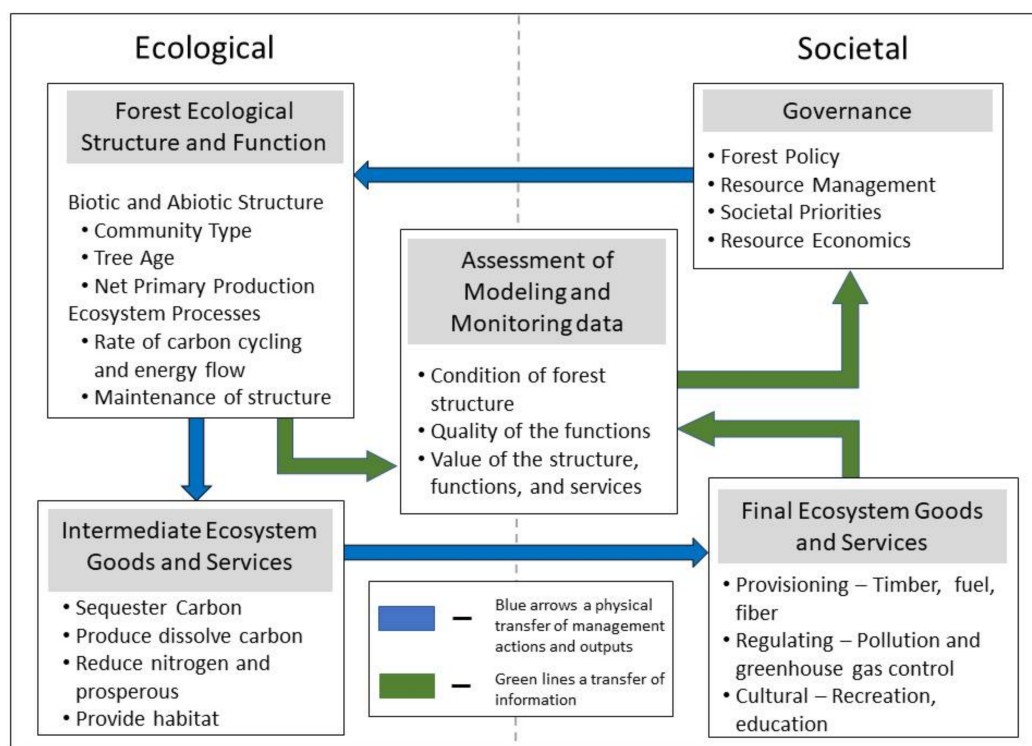 Ecological
Societal
Forest Ecological
Structure and Function
Biotic and Abiotic Structure
• Community Type
• Tree Age
• Net Primary Production
Ecosystem Processes
• Rate of carbon cycling
and energy flow
• Maintenance of structure
Governance
• Forest Policy
• Resource Management
• Societal Priorities
• Resource Economics
Assessment of
Modeling and
Monitoring data
• Condition of forest
structure
• Quality of the functions
• Value of the structure,
functions, and services
Intermediate Ecosystem
Goods and Services
• Sequester Carbon
• Produce dissolve carbon
• Reduce nitrogen and
prosperous
• Provide habitat
Final Ecosystem Goods
and Services
• Provisioning – Timber, fuel,
fiber
• Regulating – Pollution and
greenhouse gas control
• Cultural – Recreation,
education
Blue arrows a physical
transfer of management
actions and outputs
Green lines a transfer of
information